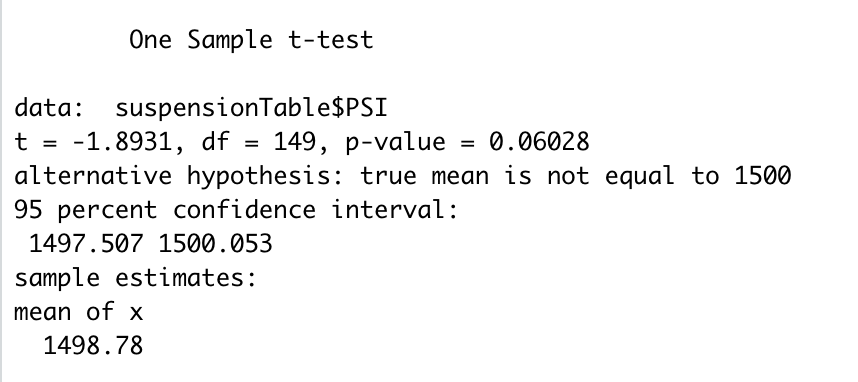 One Sample t-test
data:  suspensionTable$PSI
t = -1.8931, df = 149, p-value = 0.06028
alternative hypothesis: true mean is not equal to 1500
95 percent confidence interval:
 1497.507 1500.053
sample estimates:
mean of x
  1498.78